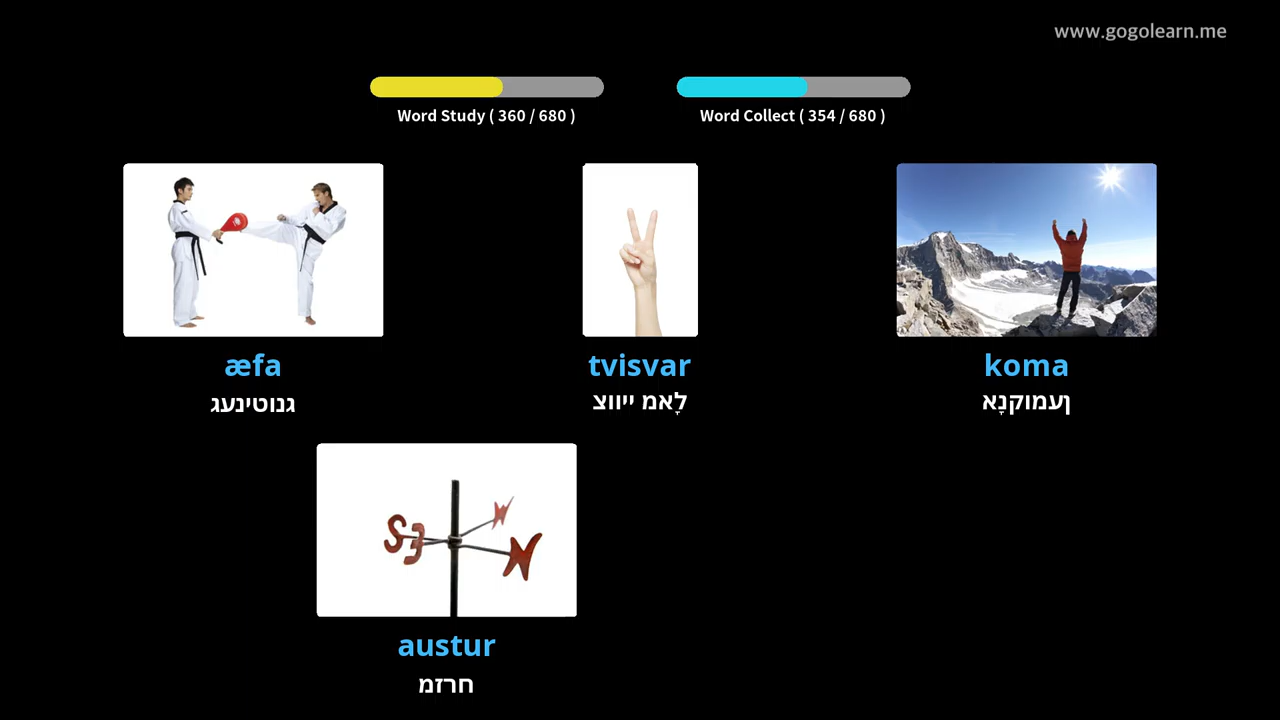 www.gogolearn.me
Word Study ( 360 / 680 )
Word Collect ( 354 / 680 )
æfa
גנוטינעג
tvisvar
לָאמ ייווצ
koma
ןעמוקנָא
austur
חרזמ